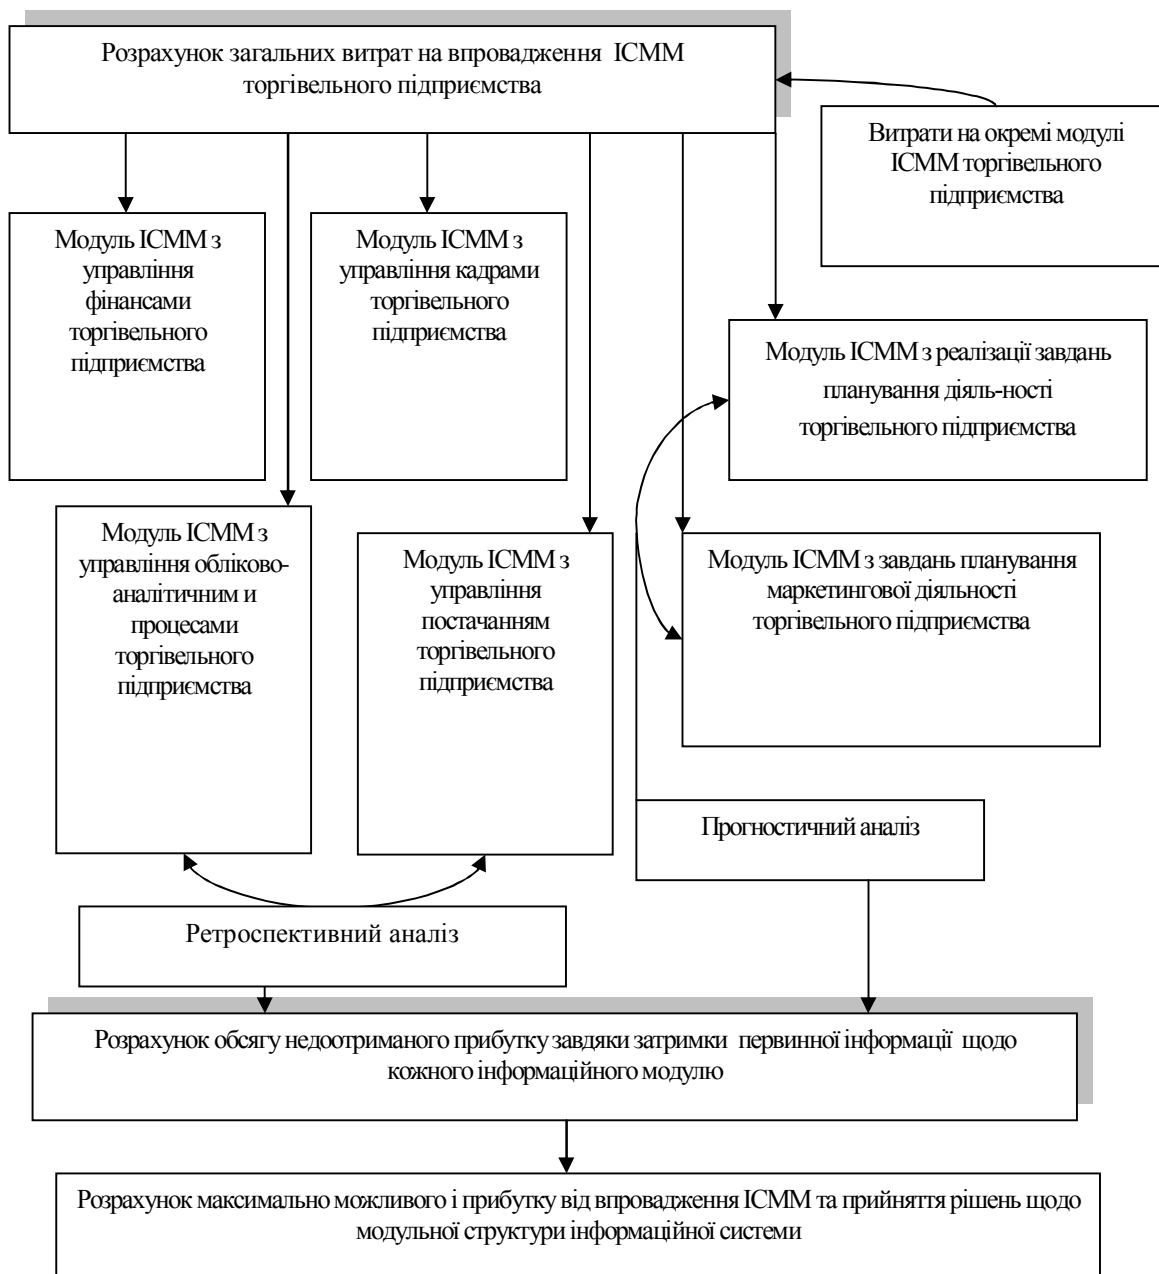 Розрахунок загальних витрат на впровадження ІСММ
торгівельного підприємства
Витрати на окремі модулі
ІСММ торгівельного
підприємства
Модуль ІСММ з
управління
фінансами
торгівельного
підприємства
Модуль ІСММ з
управління кадрами
торгівельного
підприємства
Модуль ІСММ з реалізації завдань
планування діяль-ності
торгівельного підприємства
Модуль ІСММ з
управління обліково-
аналітичним и
процесами
торгівельного
підприємства
Модуль ІСММ з
управління
постачанням
торгівельного
підприємства
Модуль ІСММ з завдань планування
маркетингової діяльності
торгівельного підприємства
Прогностичний аналіз
Ретроспективний аналіз
Розрахунок обсягу недоотриманого прибутку завдяки затримки первинної інформації щодо
кожного інформаційного модулю
Розрахунок максимально можливого і прибутку від впровадження ІСММ та прийняття рішень щодо
модульної структури інформаційної системи